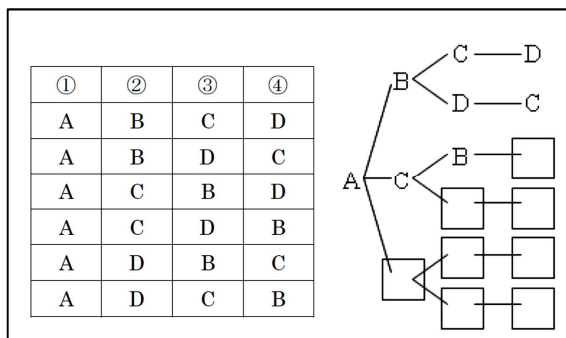 ① ② ③ ④
A B C D
A B D C
A C B D
A C D B
A D B C
A D C B
C D
B
D C
B
A C